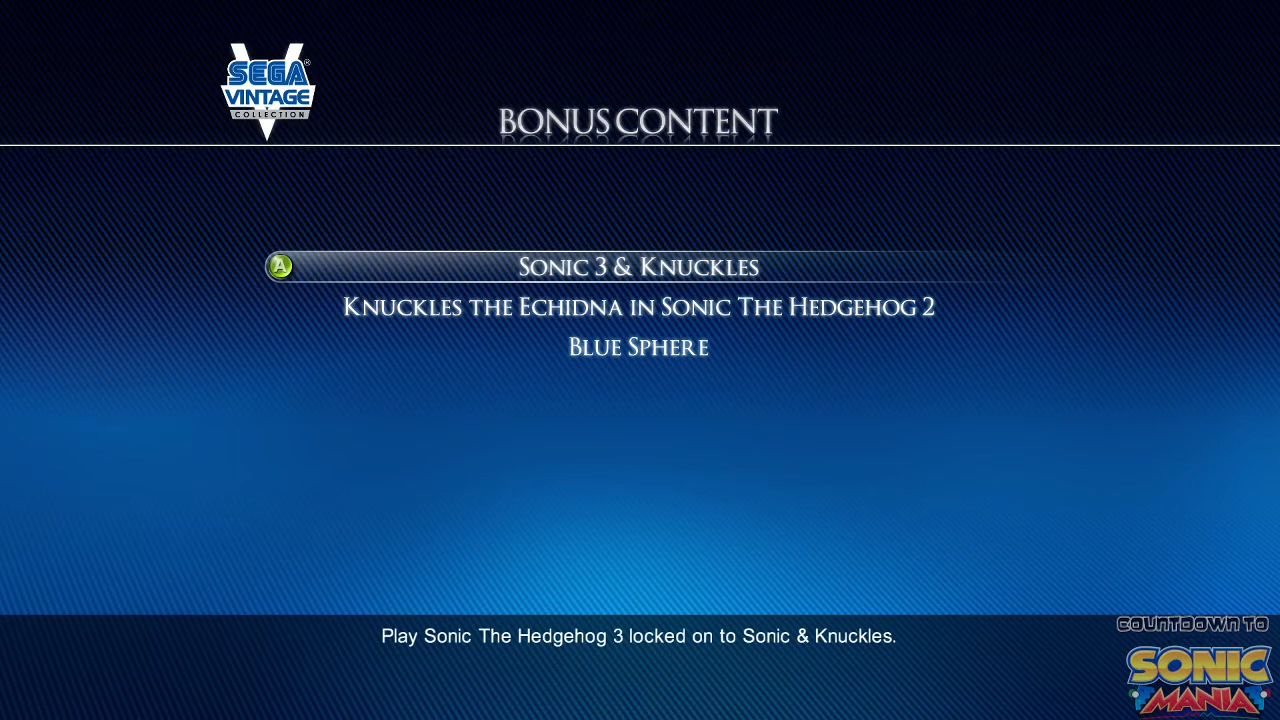 SEGA®
VINTAGE
COLLECTION
BONUS CONTENT
A
SONIC 3 & KNUCKLES
KNUCKLES THE ECHIDNA IN SONIC THE HEDGEHOG 2
BLUE SPHERE
Play Sonic The Hedgehog 3 locked on to Sonic & Knuckles.
COUNTDOWN TO
SONIC
MANIA